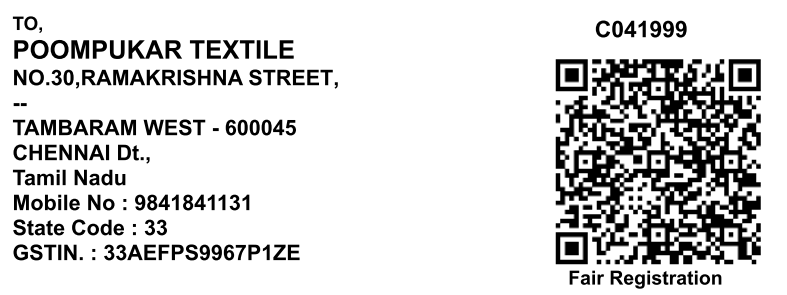 TO,
POOMPUKAR TEXTILE
NO.30,RAMAKRISHNA STREET,
--
TAMBARAM WEST - 600045
CHENNAI Dt.,
Tamil Nadu
Mobile No : 9841841131
State Code : 33
GSTIN. : 33AEFPS9967P1ZE
C041999
Fair Registration